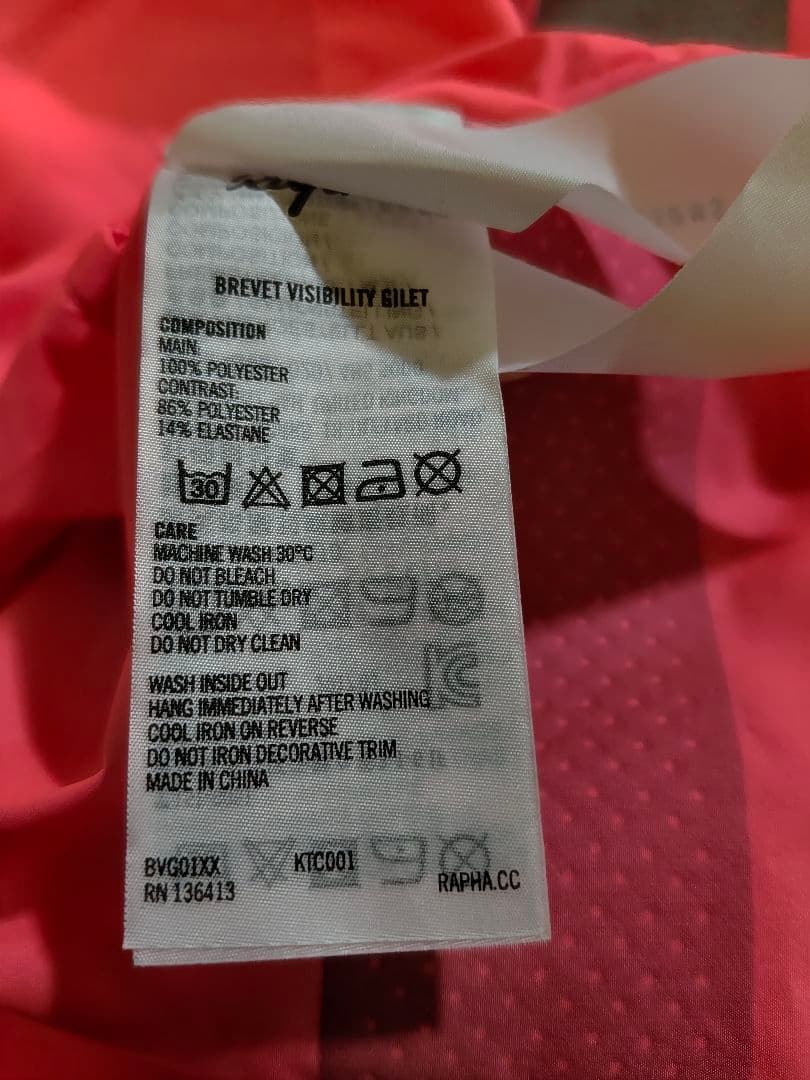 BREVET VISIBILITY GILET
COMPOSITION
MAIN:
100% POLYESTER
CONTRAST:
86% POLYESTER
14% ELASTANE
30
CARE
MACHINE WASH 30°C
DO NOT BLEACH
DO NOT TUMBLE DRY
COOL IRON
DO NOT DRY CLEAN
WASH INSIDE OUT
HANG IMMEDIATELY AFTER WASHING
COOL IRON ON REVERSE
DO NOT IRON DECORATIVE TRIM
MADE IN CHINA
BVG01XX KTC001
RN 136413 RAPHA.CC